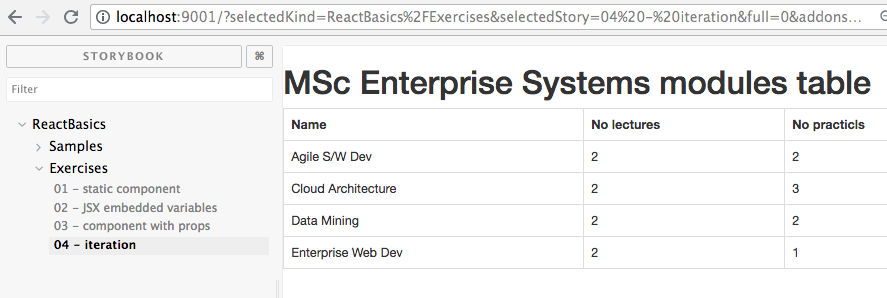 localhost:9001/?selectedKind=ReactBasics%2FExercises&selectedStory=04%20-%20iteration&full=0&addons...
STORYBOOK ⌘
Filter
ReactBasics
Samples
Exercises
01 - static component
02 - JSX embedded variables
03 - component with props
04 - iteration
MSc Enterprise Systems modules table
Name No lectures No practicls
Agile S/W Dev 2 2
Cloud Architecture 2 3
Data Mining 2 2
Enterprise Web Dev 2 1